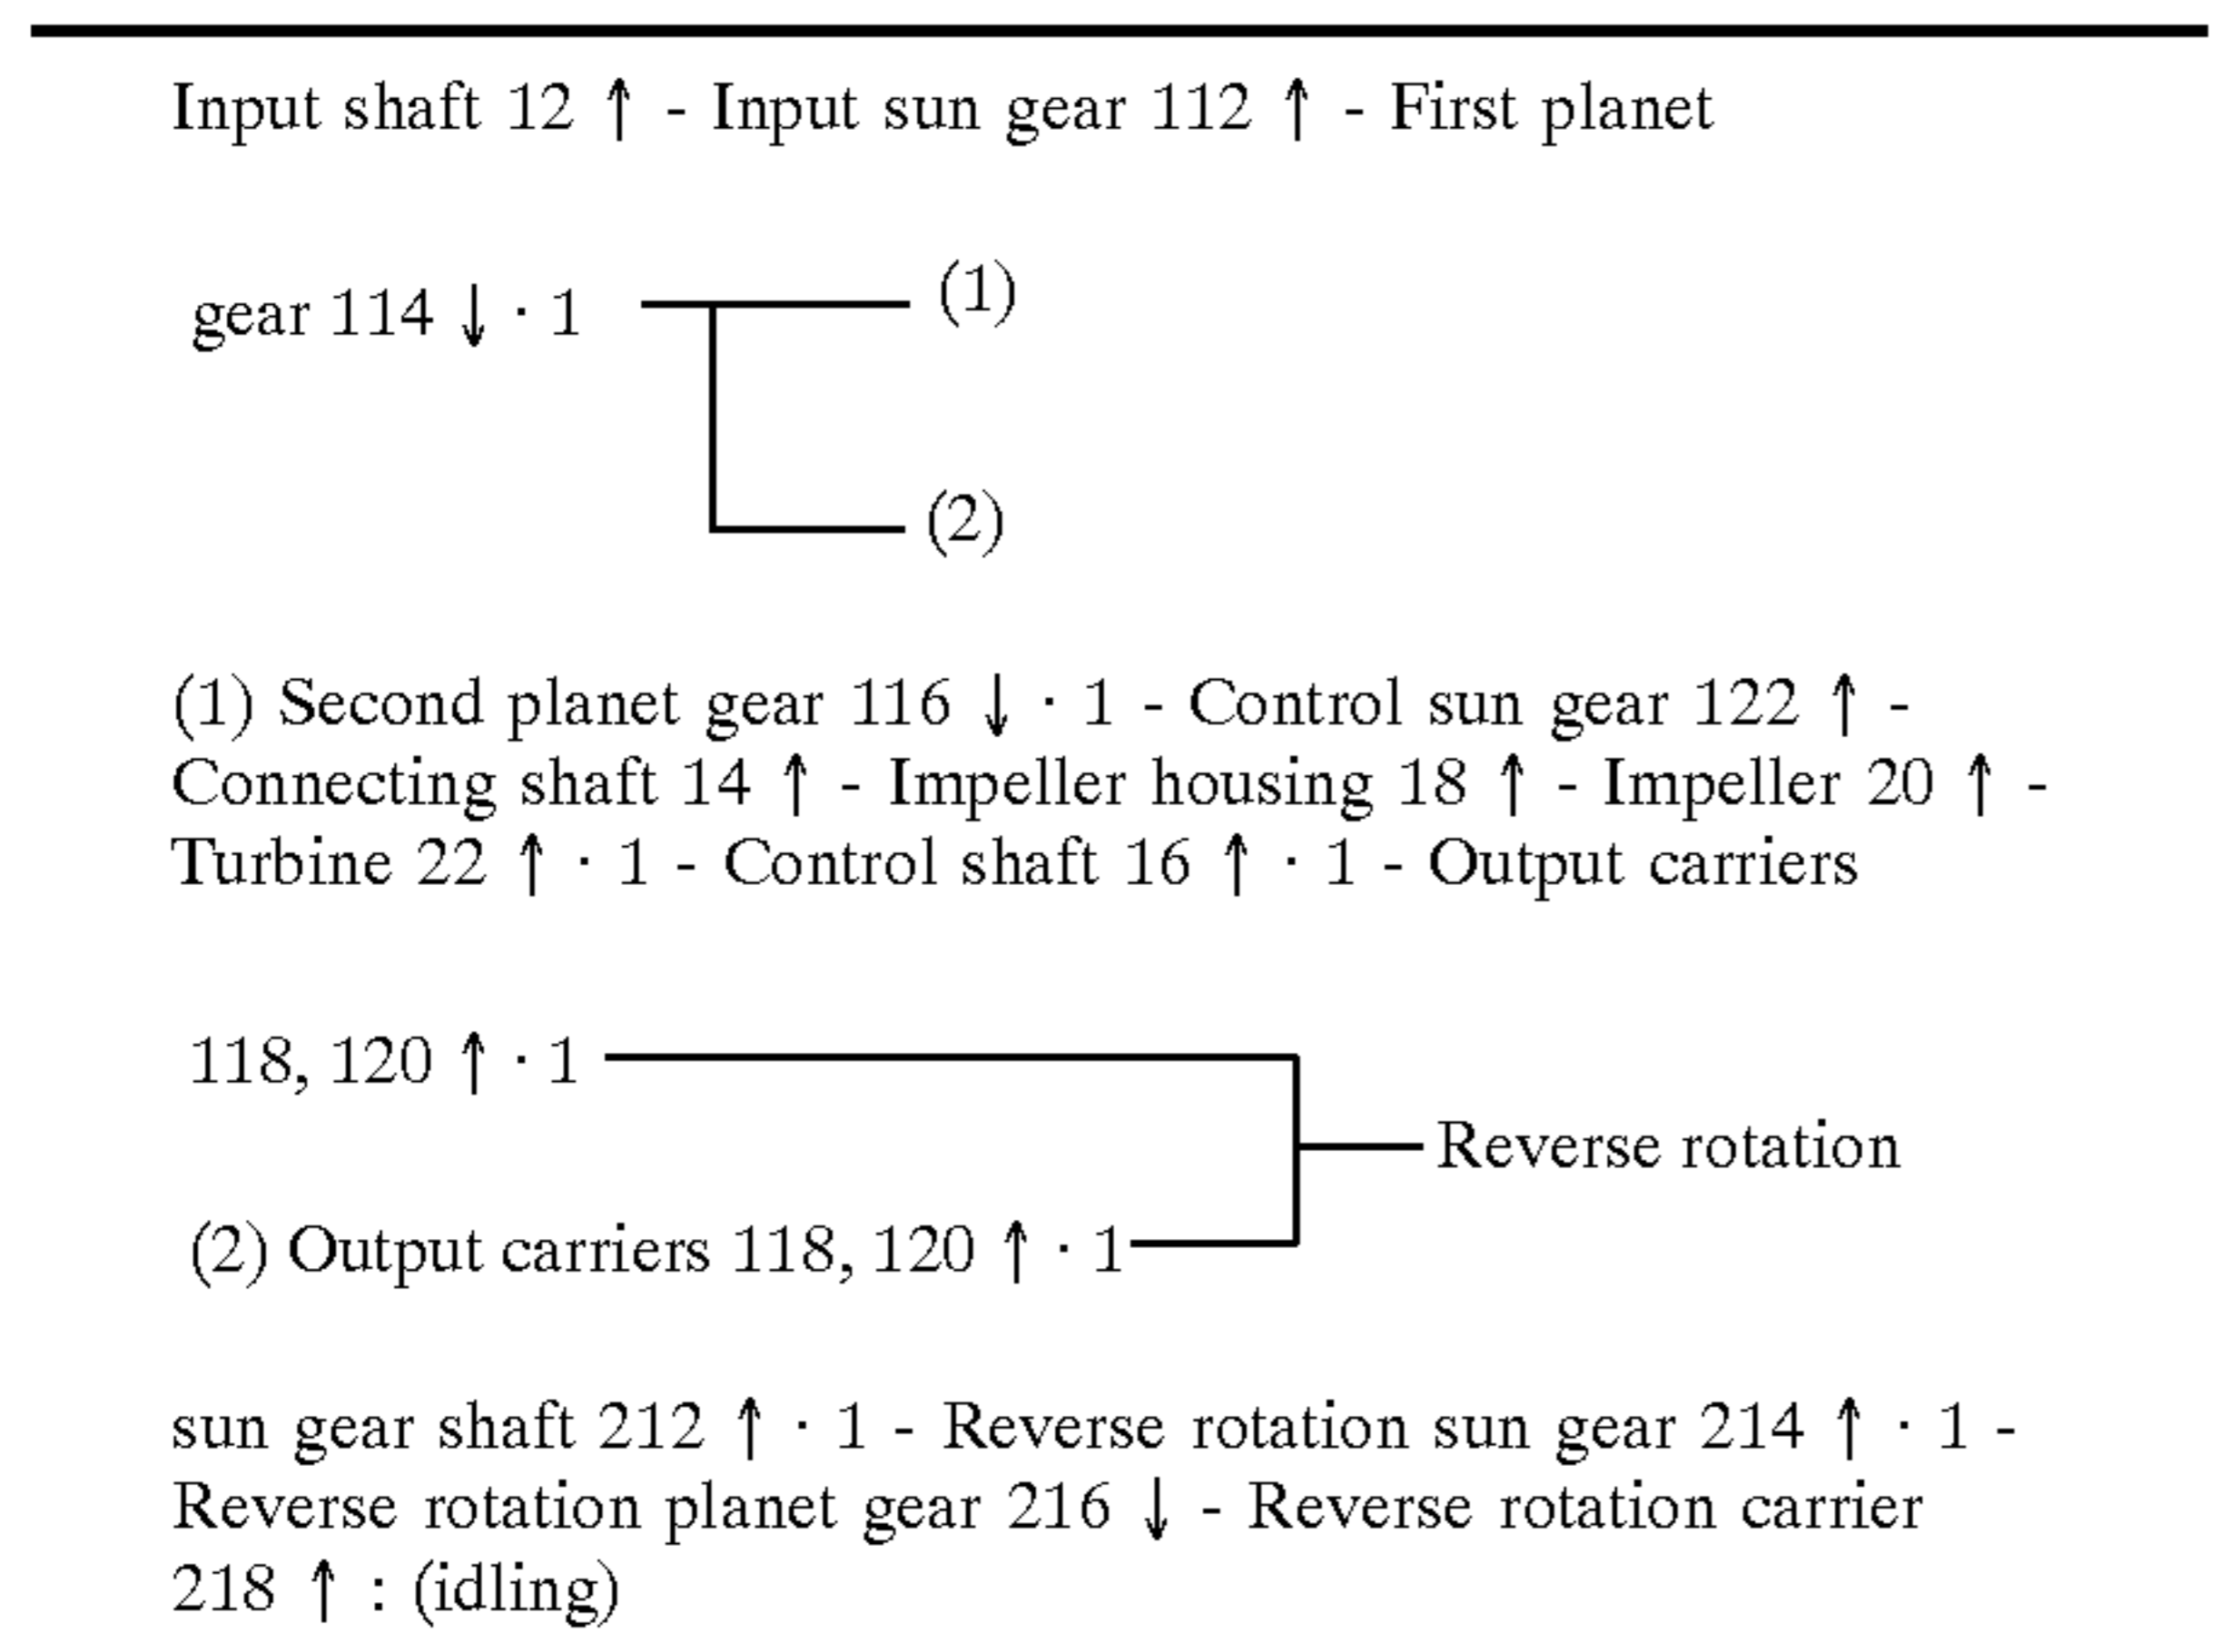 Input shaft 12 ↑ - Input sun gear 112 ↑ - First planet
gear 114 ↓ · 1
(1)
(2)
(1) Second planet gear 116 ↓ · 1 - Control sun gear 122 ↑ -
Connecting shaft 14 ↑ - Impeller housing 18 ↑ - Impeller 20 ↑ -
Turbine 22 ↑ · 1 - Control shaft 16 ↑ · 1 - Output carriers
118, 120 ↑ · 1
Reverse rotation
(2) Output carriers 118, 120 ↑ · 1
sun gear shaft 212 ↑ · 1 - Reverse rotation sun gear 214 ↑ · 1 -
Reverse rotation planet gear 216 ↓ - Reverse rotation carrier
218 ↑ : (idling)